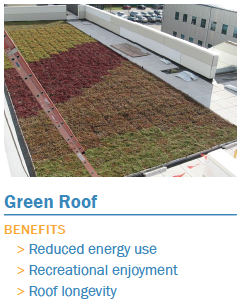 Green Roof
BENEFITS
> Reduced energy use
> Recreational enjoyment
> Roof longevity